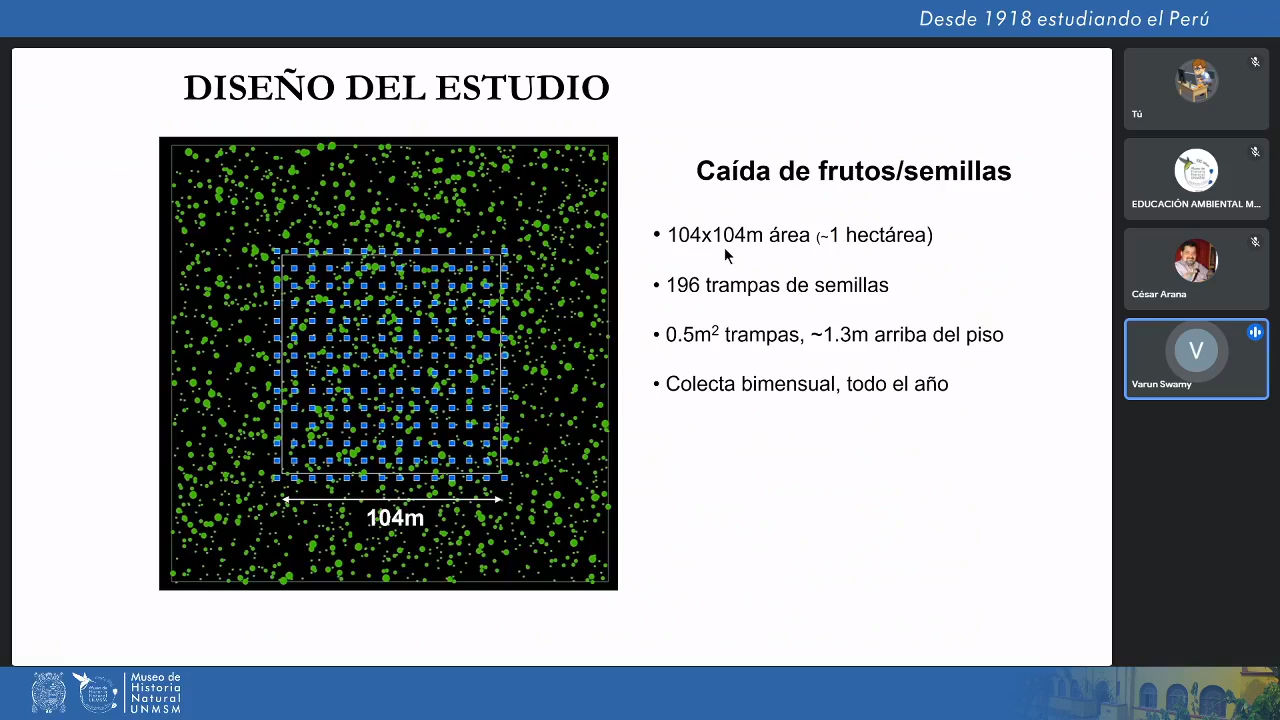 Desde 1918 estudiando el Perú
DISEÑO DEL ESTUDIO
104m
Caída de frutos/semillas
• 104x104m área (~1 hectárea)
• 196 trampas de semillas
• 0.5m² trampas, ~1.3m arriba del piso
• Colecta bimensual, todo el año
Tú
EDUCACIÓN AMBIENTAL M...
César Arana
V
Varun Swamy
Museo de
Historia
Natural
UNMSM